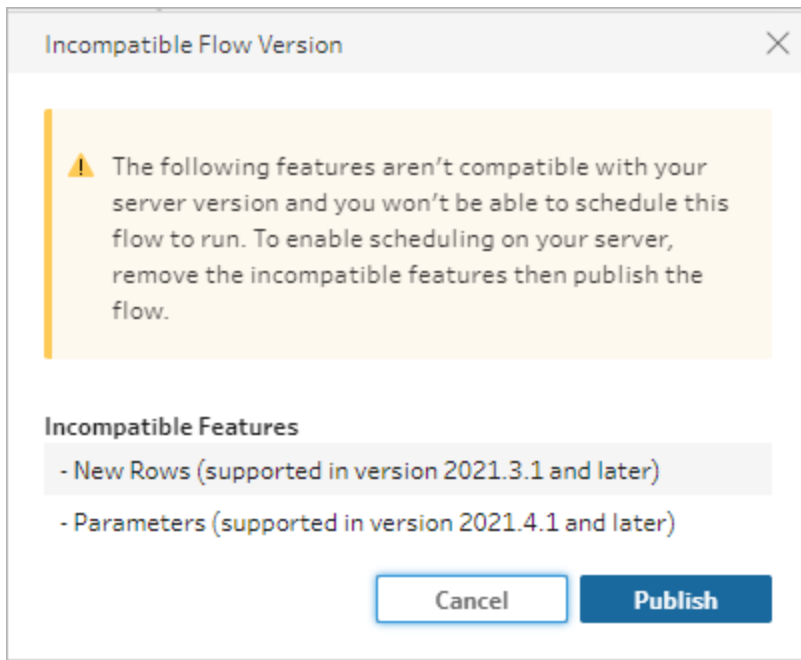 Incompatible Flow Version
The following features aren’t compatible with your
server version and you won’t be able to schedule this
flow to run. To enable scheduling on your server,
remove the incompatible features then publish the
flow.
Incompatible Features
- New Rows (supported in version 2021.3.1 and later)
- Parameters (supported in version 2021.4.1 and later)
Cancel
Publish